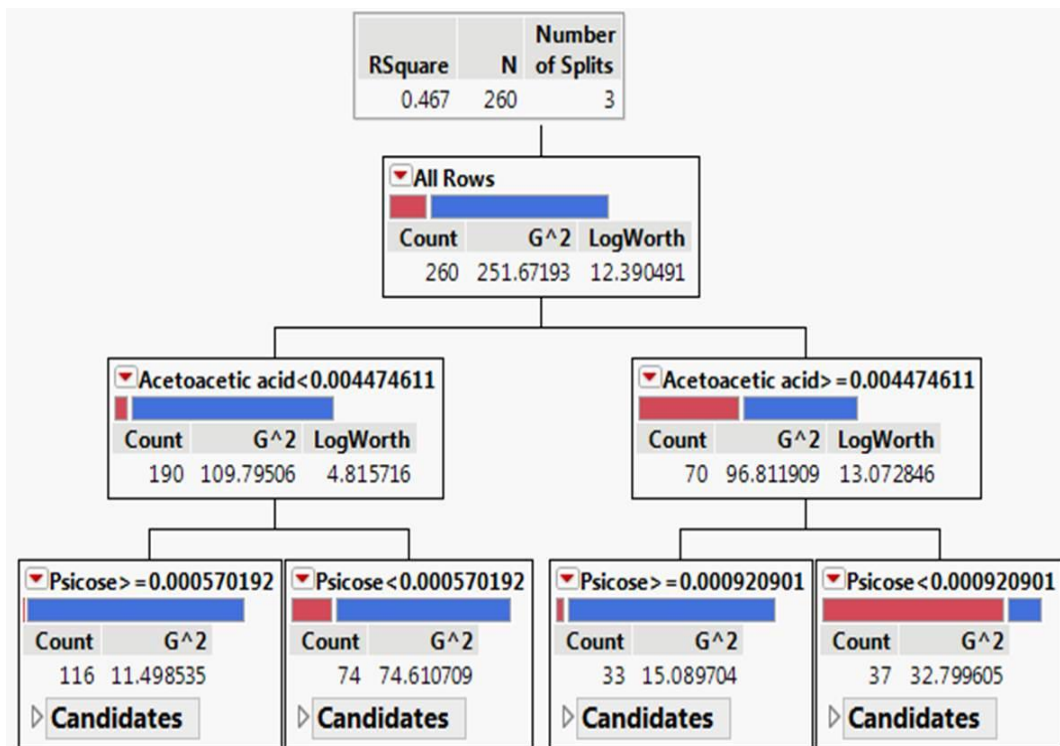 Number
RSquare N of Splits
0.467 260 3
All Rows
Count G^2 LogWorth
260 251.67193 12.390491
Acetoacetic acid<0.004474611
Count G^2 LogWorth
190 109.79506 4.815716
Acetoacetic acid>=0.004474611
Count G^2 LogWorth
70 96.811909 13.072846
Psicose>=0.000570192
Count G^2
116 11.498535
Candidates
Psicose<0.000570192
Count G^2
74 74.610709
Candidates
Psicose>=0.000920901
Count G^2
33 15.089704
Candidates
Psicose<0.000920901
Count G^2
37 32.799605
Candidates